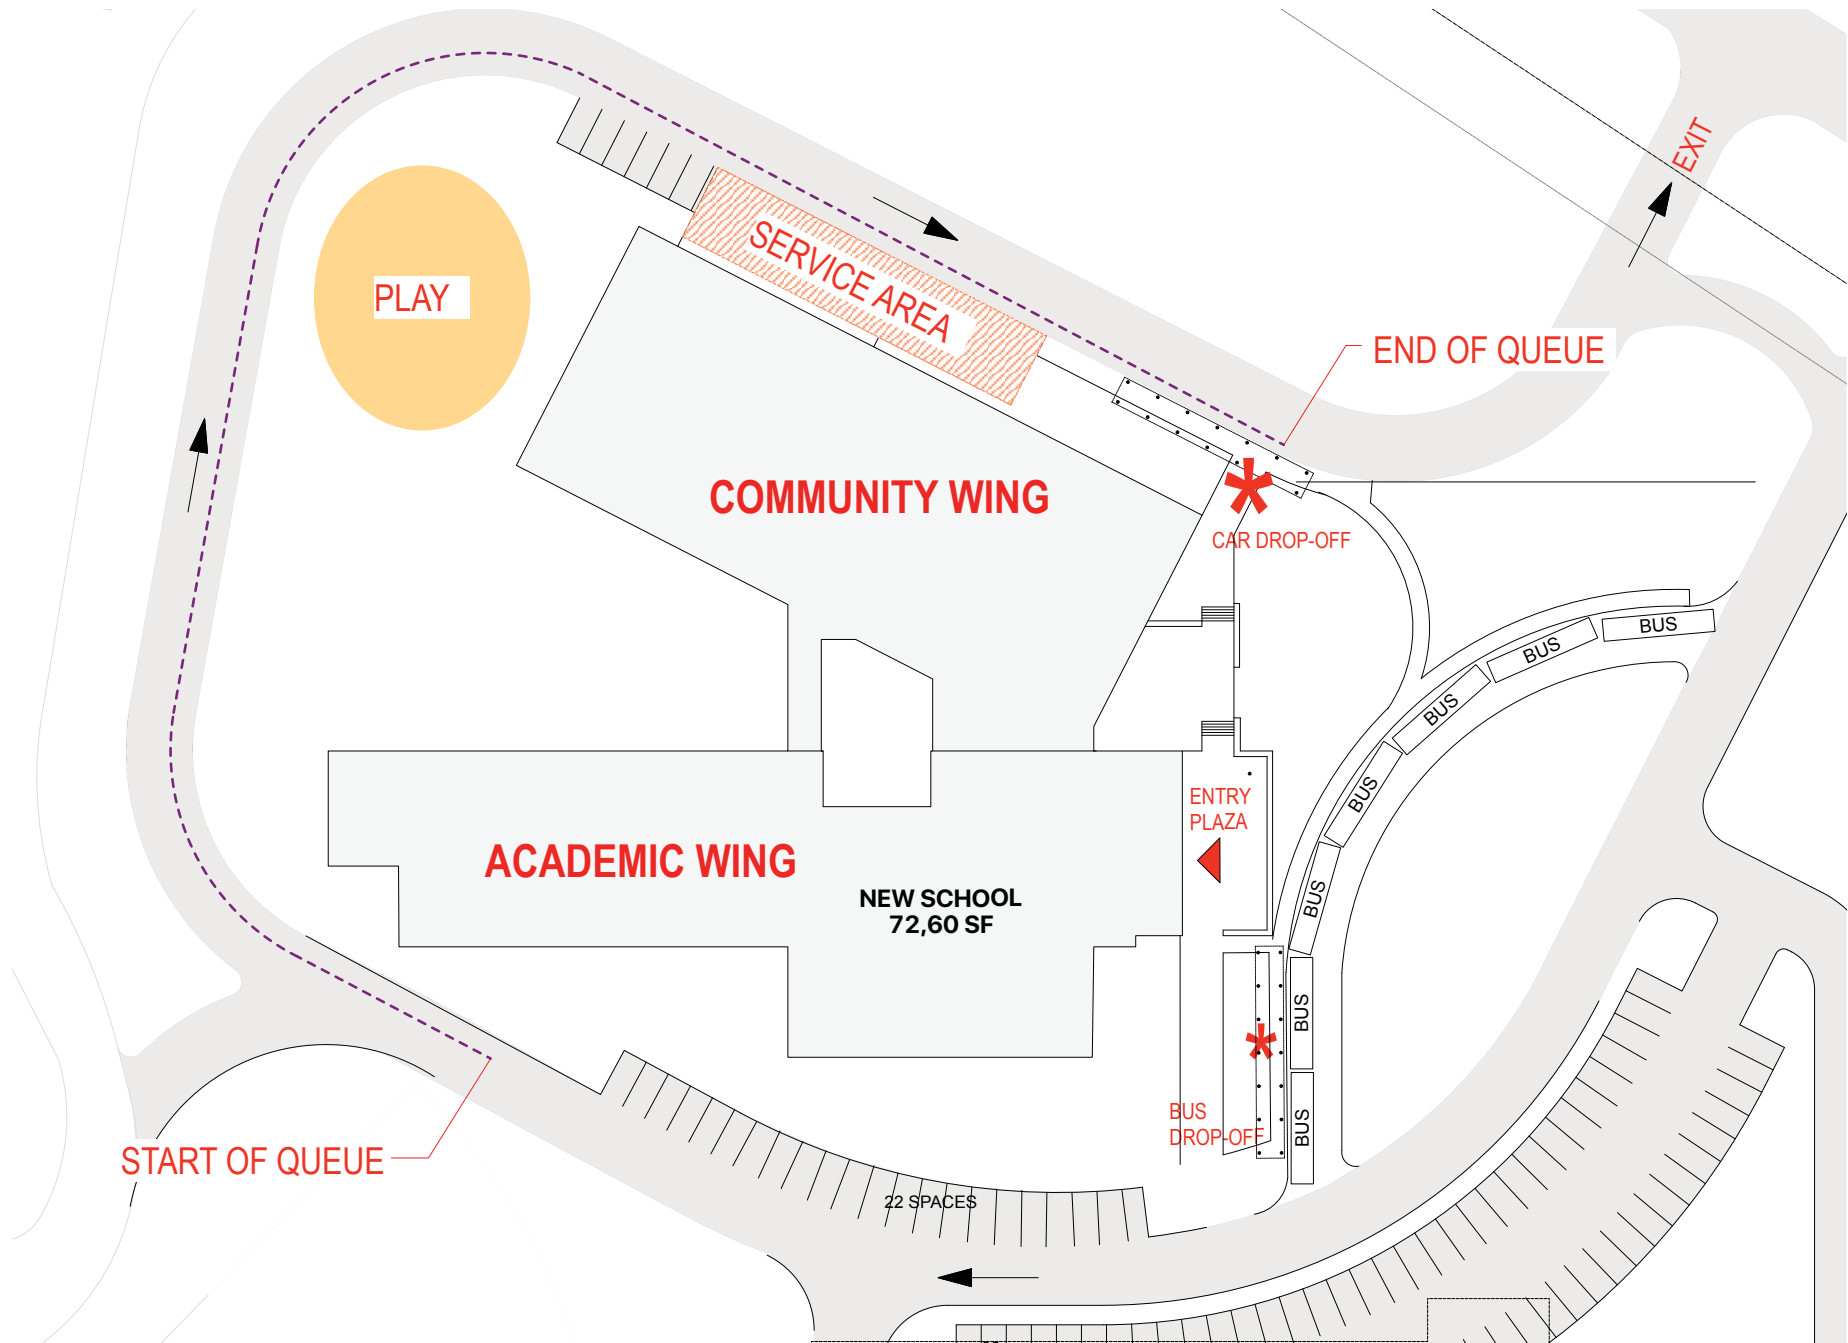 EXIT
SERVICE AREA
PLAY
END OF QUEUE
COMMUNITY WING
CAR DROP-OFF
BUS
BUS
BUS
BUS
ENTRY
PLAZA
ACADEMIC WING
NEW SCHOOL
72,60 SF
BUS
BUS
BUS
DROP-OFF
BUS
START OF QUEUE
22 SPACES